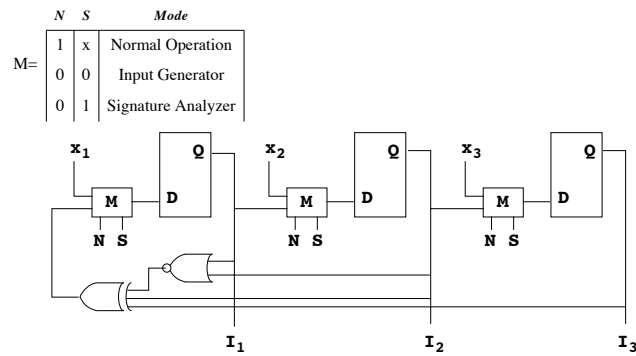 N S Mode
M=
1 x Normal Operation
0 0 Input Generator
0 1 Signature Analyzer
x1 x2 x3
Q Q Q
M D M D M D
N S N S N S
I1 I2 I3